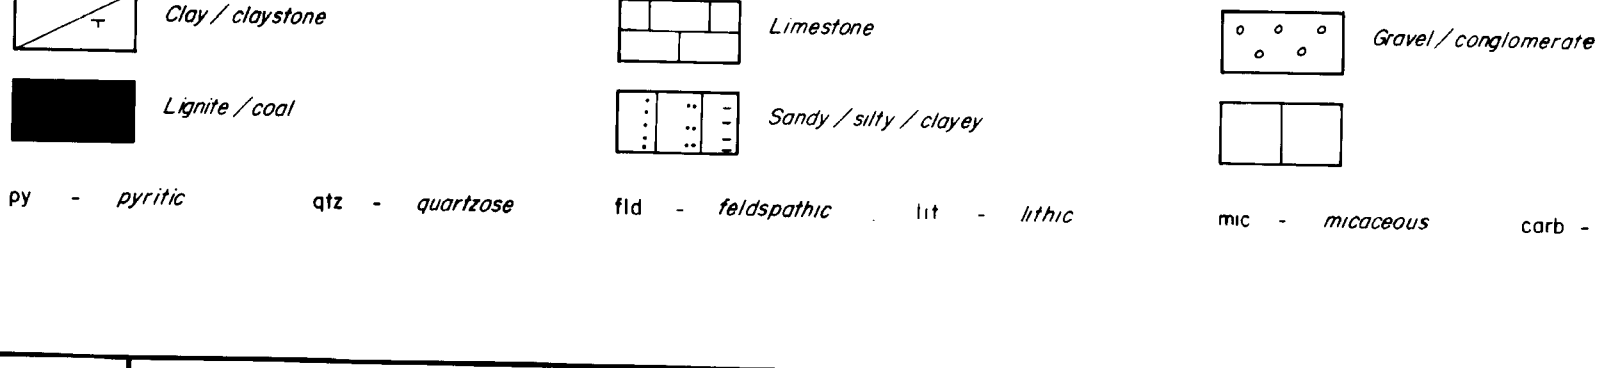 Clay / claystone Limestone Gravel / conglomerate
Lignite / coal Sandy / silty / clayey
py - pyritic qtz - quartzose fld - feldspathic lit - lithic mic - micaceous carb -